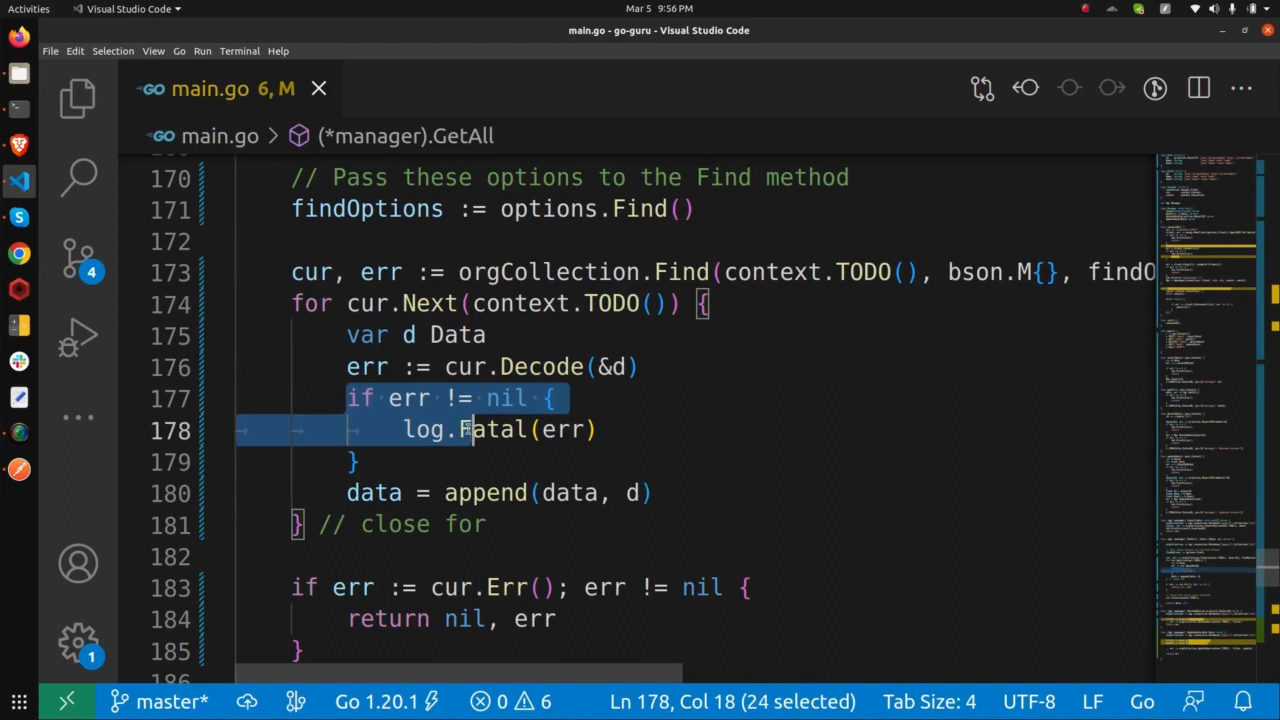 Activities
Visual Studio Code
Mar 5 9:56 PM
main.go - go-guru - Visual Studio Code
File Edit Selection View Go Run Terminal Help
GO main.go 6, M
GO main.go > (*manager).GetAll
170 // Pass these options to the Find method
171 findOptions := options.Find()
172
173 cur, err := orgCollection.Find(context.TODO(), bson.M{}, findO
174 for cur.Next(context.TODO()) {
175 var d Data
176 err := cur.Decode(&d)
177 if err != nil {
178 log.Fatal(err)
179 }
180 data = append(data, d)
181 } // close for
182
183 if err := cur.Err(); err != nil {
184 return nil, err
185 }
186
4
1
master*
Go 1.20.1
0 6
Ln 178, Col 18 (24 selected)
Tab Size: 4
UTF-8
LF
Go